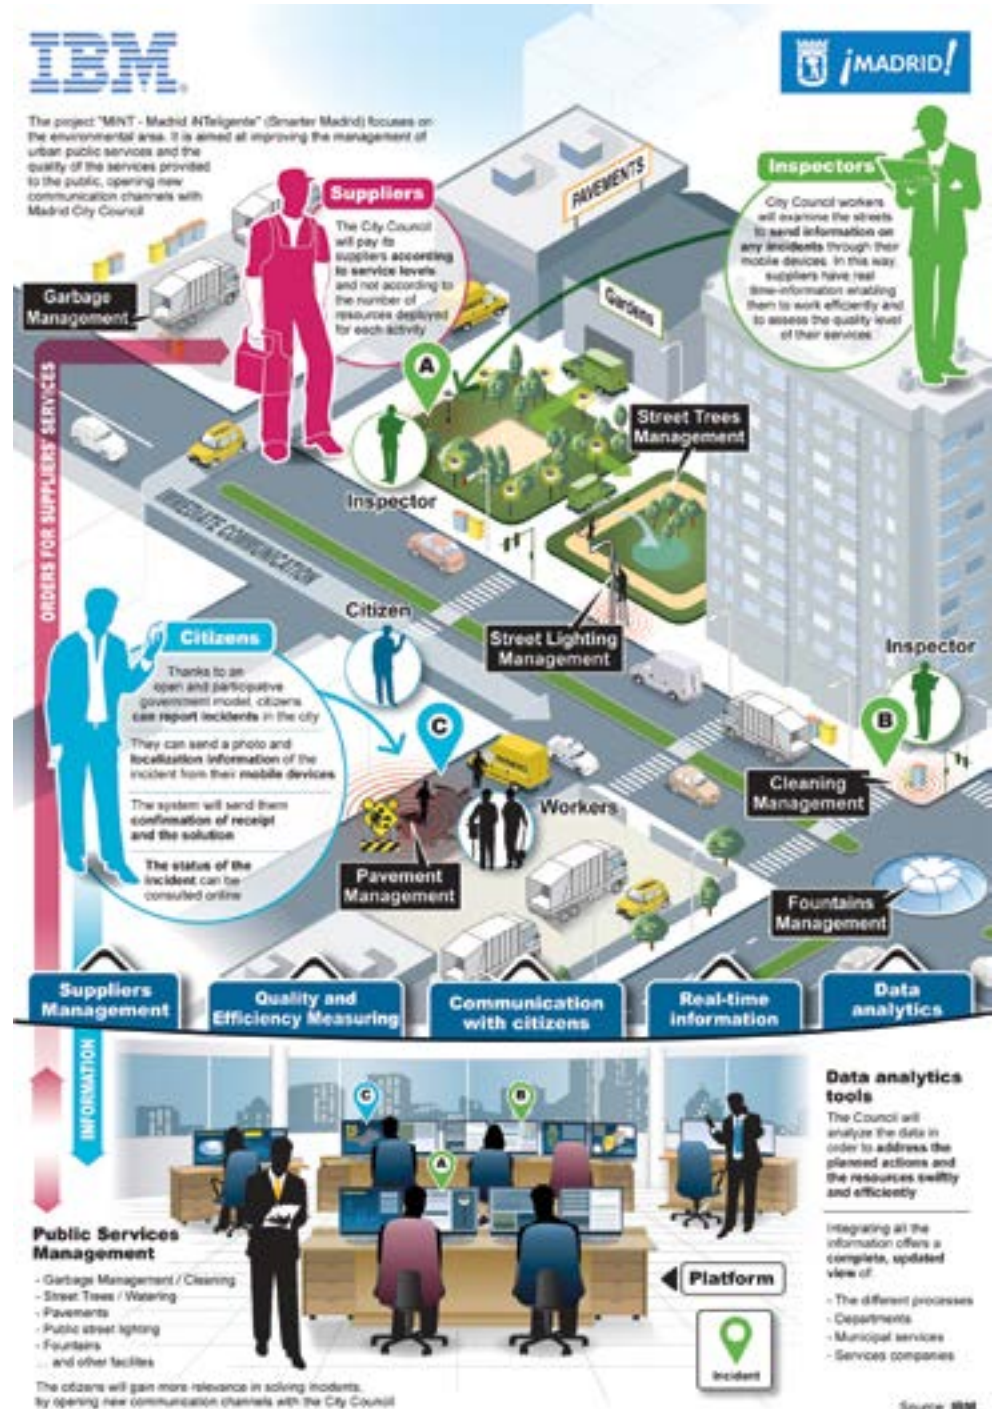 IBM
¡MADRID!
The project "MiNT - Madrid iNTeligente" (Smarter Madrid) focuses on
the environmental area. It is aimed at improving the management of
urban public services and the
quality of the services provided
to the public, opening new
communication channels with
Madrid City Council
Suppliers
The City Council
will pay its
suppliers according
to service levels
and not according to
the number of
resources deployed
for each activity
Inspectors
City Council workers
will examine the streets
to send information on
any incidents through their
mobile devices. In this way,
suppliers have real
time-information enabling
them to work efficiently and
to assess the quality level
of their services
PAVEMENTS
Gardens
Garbage
Management
A
Inspector
Street Trees
Management
ORDERS FOR SUPPLIERS' SERVICES
IMMEDIATE COMMUNICATION
Citizen
Street Lighting
Management
Citizens
Thanks to an
open and participative
government model, citizens
can report incidents in the city
They can send a photo and
localization information of the
incident from their mobile devices
The system will send them
confirmation of receipt
and the solution
The status of the
incident can be
consulted online
Inspector
B
C
Cleaning
Management
Workers
Pavement
Management
Fountains
Management
Suppliers
Management
Quality and
Efficiency Measuring
Communication
with citizens
Real-time
information
Data
analytics
INFORMATION
C
B
A
Data analytics
tools
The Council will
analyze the data in
order to address the
planned actions and
the resources swiftly
and efficiently
Integrating all the
information offers a
complete, updated
view of:
- The different processes
- Departments
- Municipal services
- Services companies
Public Services
Management
- Garbage Management / Cleaning
- Street Trees / Watering
- Pavements
- Public street lighting
- Fountains
... and other facilites
Platform
Incident
The citizens will gain more relevance in solving incidents,
by opening new communication channels with the City Council
Source: IBM